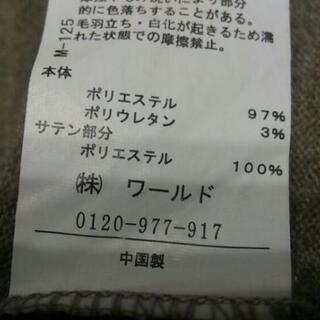 的に色落ちすることがある。
毛羽立ち・白化が起きるため濡
れた状態での摩擦禁止。
M-125
本体
ポリエステル 97%
ポリウレタン 3%
サテン部分
ポリエステル 100%
㈱ ワールド
0120-977-917
中国製